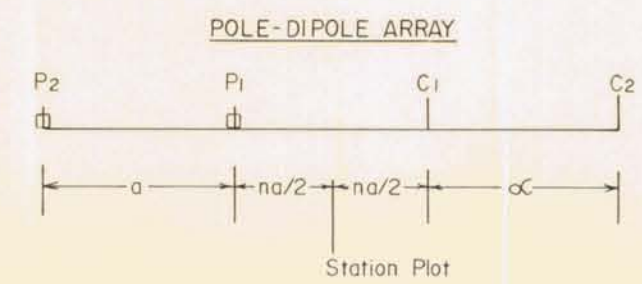 POLE-DIPOLE ARRAY
P2 P1 C1 C2
a na/2 na/2 ∝
Station Plot